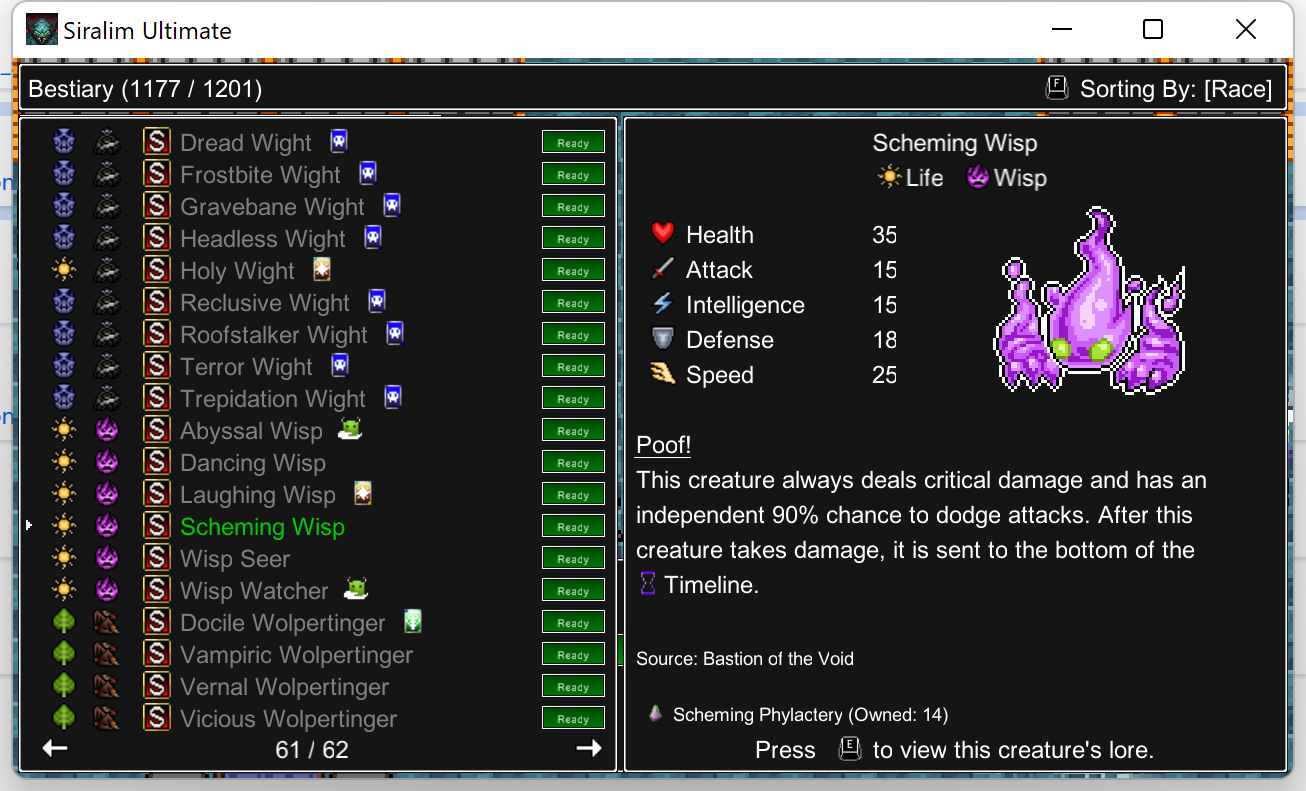 Siralim Ultimate
Bestiary (1177 / 1201)
F Sorting By: [Race]
S Dread Wight Ready
S Frostbite Wight Ready
S Gravebane Wight Ready
S Headless Wight Ready
S Holy Wight Ready
S Reclusive Wight Ready
S Roofstalker Wight Ready
S Terror Wight Ready
S Trepidation Wight Ready
S Abyssal Wisp Ready
S Dancing Wisp Ready
S Laughing Wisp Ready
S Scheming Wisp Ready
S Wisp Seer Ready
S Wisp Watcher Ready
S Docile Wolpertinger Ready
S Vampiric Wolpertinger Ready
S Vernal Wolpertinger Ready
S Vicious Wolpertinger Ready
61 / 62
Scheming Wisp
Life Wisp
Health 35
Attack 15
Intelligence 15
Defense 18
Speed 25
Poof!
This creature always deals critical damage and has an
independent 90% chance to dodge attacks. After this
creature takes damage, it is sent to the bottom of the
Timeline.
Source: Bastion of the Void
Scheming Phylactery (Owned: 14)
Press E to view this creature's lore.